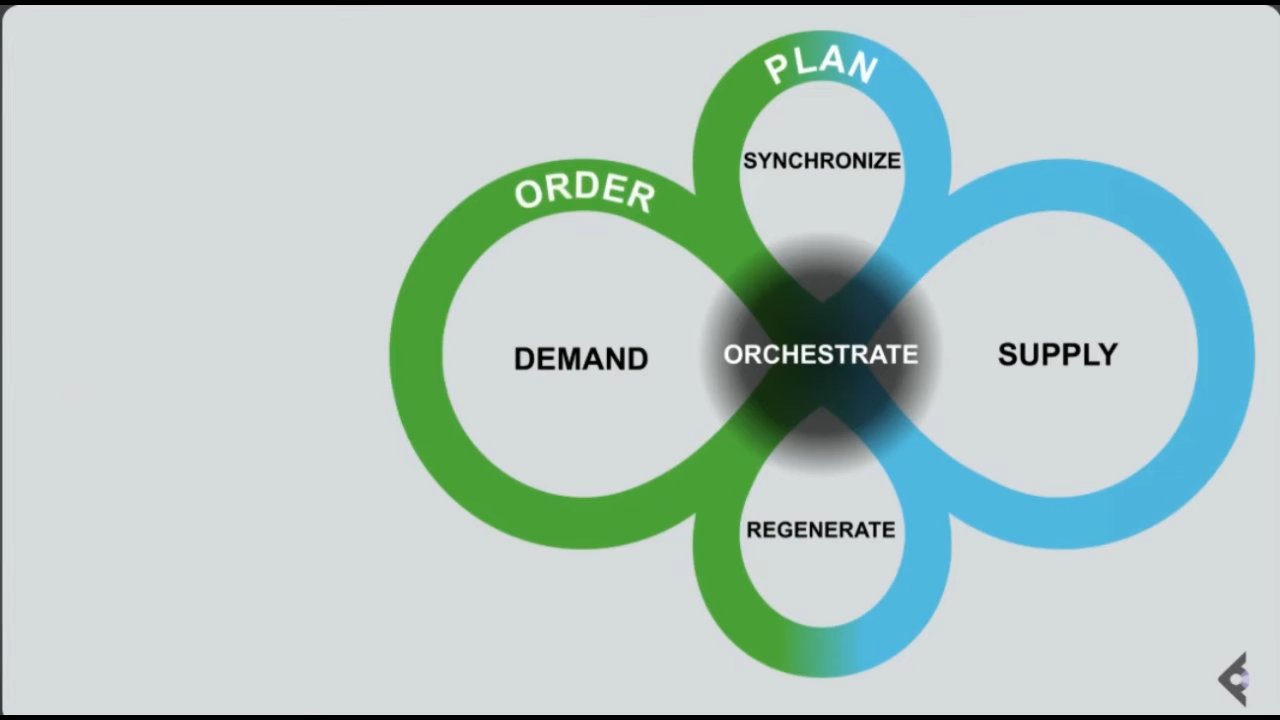 PLAN
SYNCHRONIZE
ORDER
DEMAND
ORCHESTRATE
SUPPLY
REGENERATE